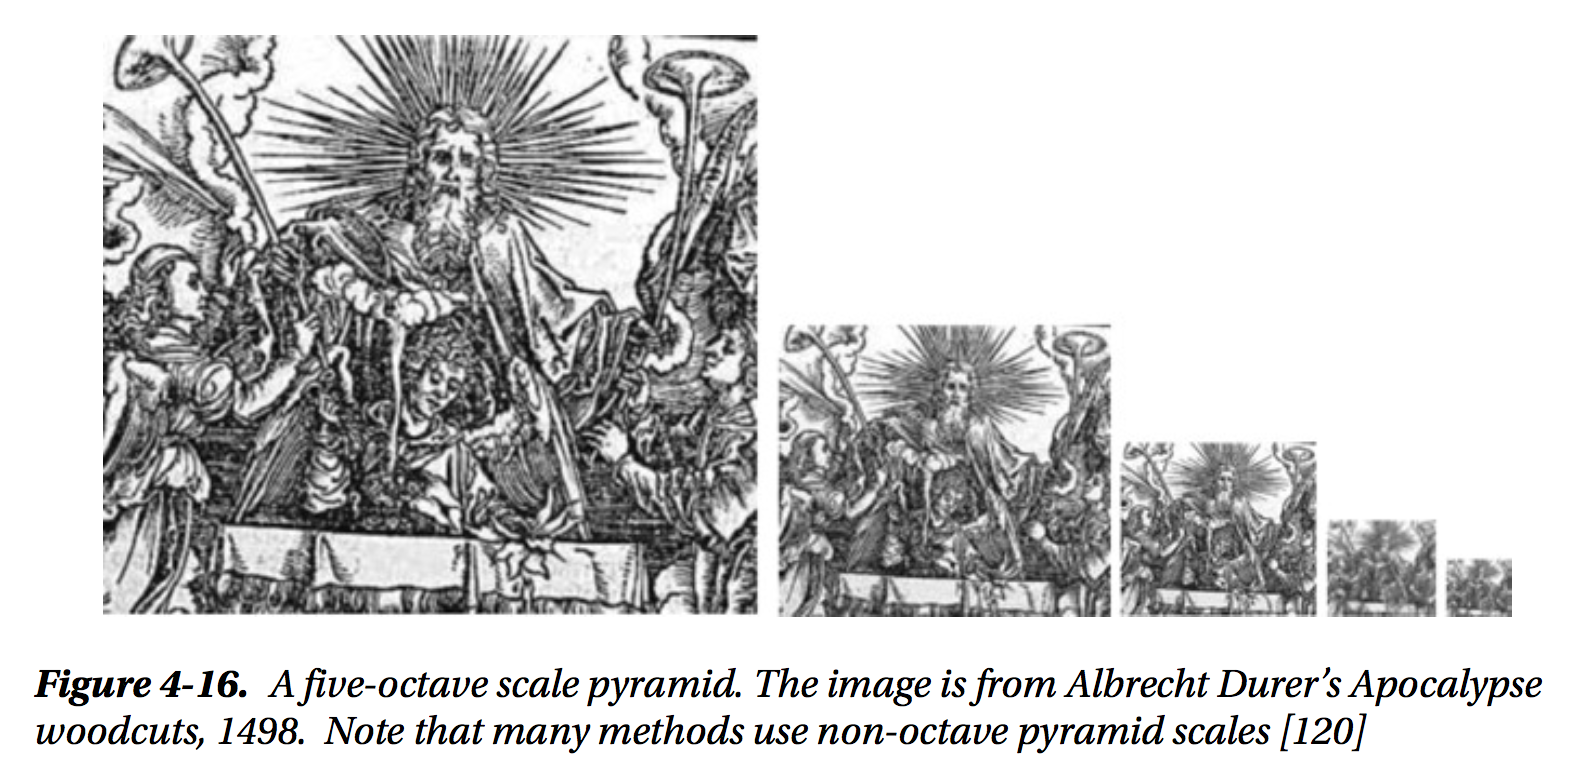 Figure 4-16. A five-octave scale pyramid. The image is from Albrecht Durer's Apocalypse
woodcuts, 1498. Note that many methods use non-octave pyramid scales [120]